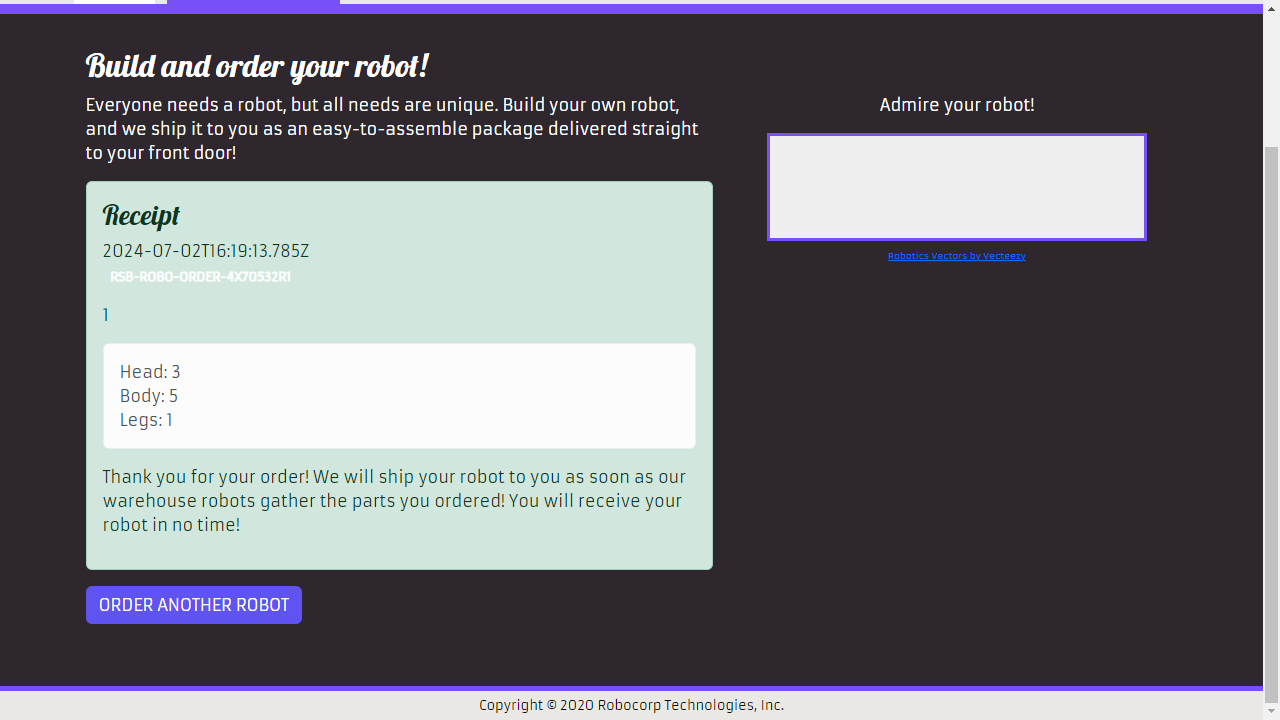 Build and order your robot!
Everyone needs a robot, but all needs are unique. Build your own robot,
and we ship it to you as an easy-to-assemble package delivered straight
to your front door!
Receipt
2024-07-02T16:19:13.785Z
RSB-ROBO-ORDER-4X70532R1
1
Head: 3
Body: 5
Legs: 1
Thank you for your order! We will ship your robot to you as soon as our
warehouse robots gather the parts you ordered! You will receive your
robot in no time!
ORDER ANOTHER ROBOT
Admire your robot!
Robotics Vectors by Vecteezy
Copyright © 2020 Robocorp Technologies, Inc.